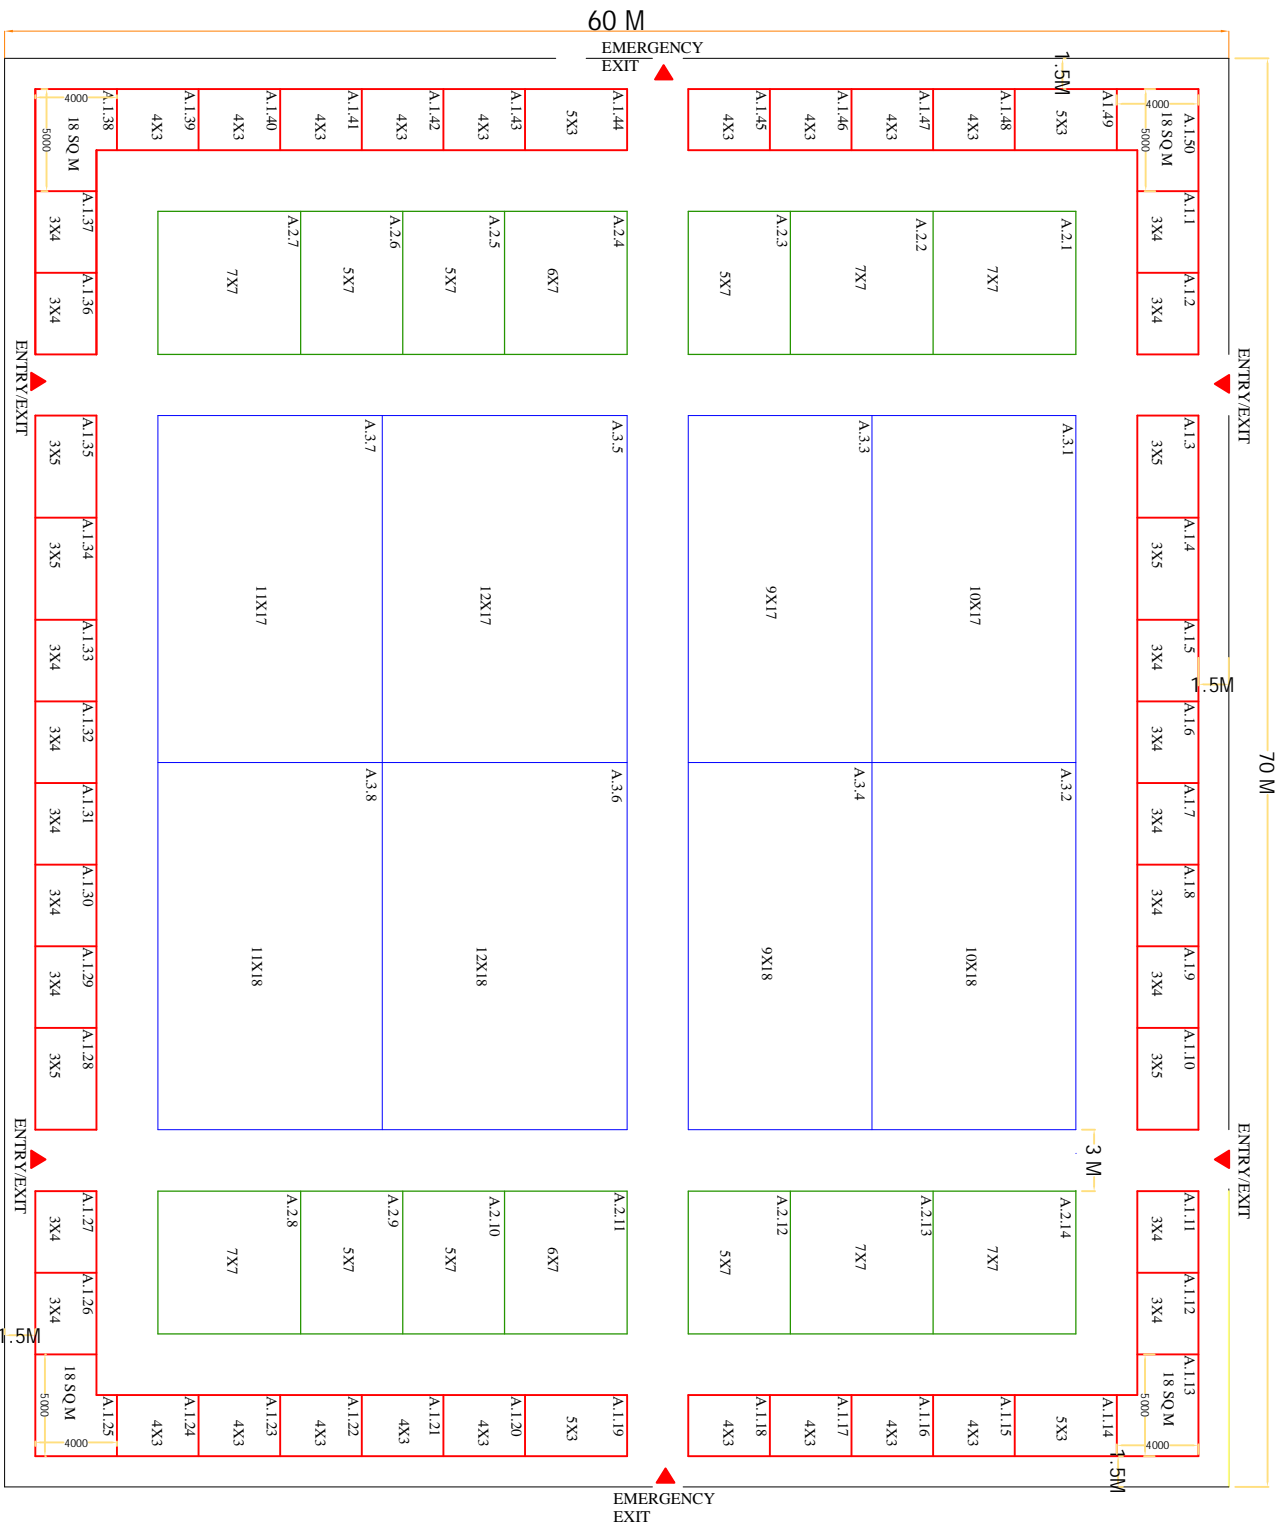 60 M
EMERGENCY
EXIT
1.5M
4000
5000
18 SQ M
A.1.38
4X3
A.1.39
4X3
A.1.40
4X3
A.1.41
4X3
A.1.42
4X3
A.1.43
5X3
A.1.44
4X3
A.1.45
4X3
A.1.46
4X3
A.1.47
4X3
A.1.48
5X3
A1.49
4000
5000
18 SQ M
A.1.50
A.1.37
3X4
A.1.36
3X4
A.2.7
7X7
A.2.6
5X7
A.2.5
5X7
A.2.4
6X7
A.2.3
5X7
A.2.2
7X7
A.2.1
7X7
A.1.1
3X4
A.1.2
3X4
ENTRY/EXIT
ENTRY/EXIT
A.1.35
3X5
A.1.34
3X5
A.1.33
3X4
A.1.32
3X4
A.1.31
3X4
A.1.30
3X4
A.1.29
3X4
A.1.28
3X5
A.3.7
11X17
A.3.5
12X17
A.3.3
9X17
A.3.1
10X17
A.3.8
11X18
A.3.6
12X18
A.3.4
9X18
A.3.2
10X18
A.1.3
3X5
A.1.4
3X5
A.1.5
3X4
1.5M
A.1.6
3X4
A.1.7
3X4
A.1.8
3X4
A.1.9
3X4
A.1.10
3X5
70 M
3 M
ENTRY/EXIT
ENTRY/EXIT
A.1.27
3X4
A.1.26
3X4
1.5M
A.2.8
7X7
A.2.9
5X7
A.2.10
5X7
A.2.11
6X7
A.2.12
5X7
A.2.13
7X7
A.2.14
7X7
A.1.11
3X4
A.1.12
3X4
A.1.13
18 SQ M
5000
4000
18 SQ M
5000
4000
A.1.25
4X3
A.1.24
4X3
A.1.23
4X3
A.1.22
4X3
A.1.21
4X3
A.1.20
5X3
A.1.19
4X3
A.1.18
4X3
A.1.17
4X3
A.1.16
4X3
A.1.15
5X3
A.1.14
1.5M
EMERGENCY
EXIT